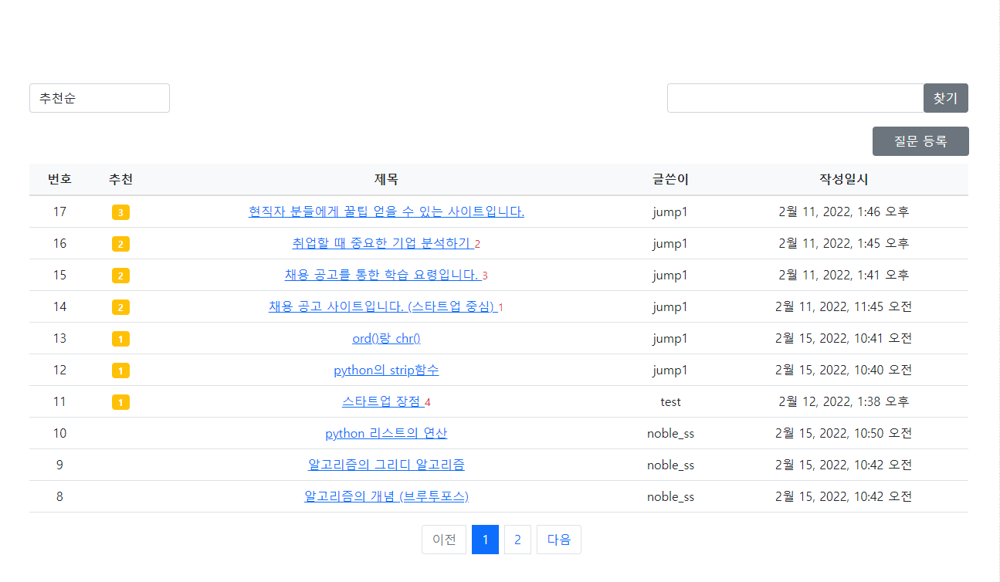 추천순
찾기
질문 등록
번호 추천 제목 글쓴이 작성일시
17 3 현직자 분들에게 꿀팁 얻을 수 있는 사이트입니다. jump1 2월 11, 2022, 1:46 오후
16 2 취업할 때 중요한 기업 분석하기 2 jump1 2월 11, 2022, 1:45 오후
15 2 채용 공고를 통한 학습 요령입니다. 3 jump1 2월 11, 2022, 1:41 오후
14 2 채용 공고 사이트입니다. (스타트업 중심) 1 jump1 2월 11, 2022, 11:45 오전
13 1 ord()랑 chr() jump1 2월 15, 2022, 10:41 오전
12 1 python의 strip함수 jump1 2월 15, 2022, 10:40 오전
11 1 스타트업 장점 4 test 2월 12, 2022, 1:38 오후
10 python 리스트의 연산 noble_ss 2월 15, 2022, 10:50 오전
9 알고리즘의 그리디 알고리즘 noble_ss 2월 15, 2022, 10:42 오전
8 알고리즘의 개념 (브루투포스) noble_ss 2월 15, 2022, 10:42 오전
이전 1 2 다음